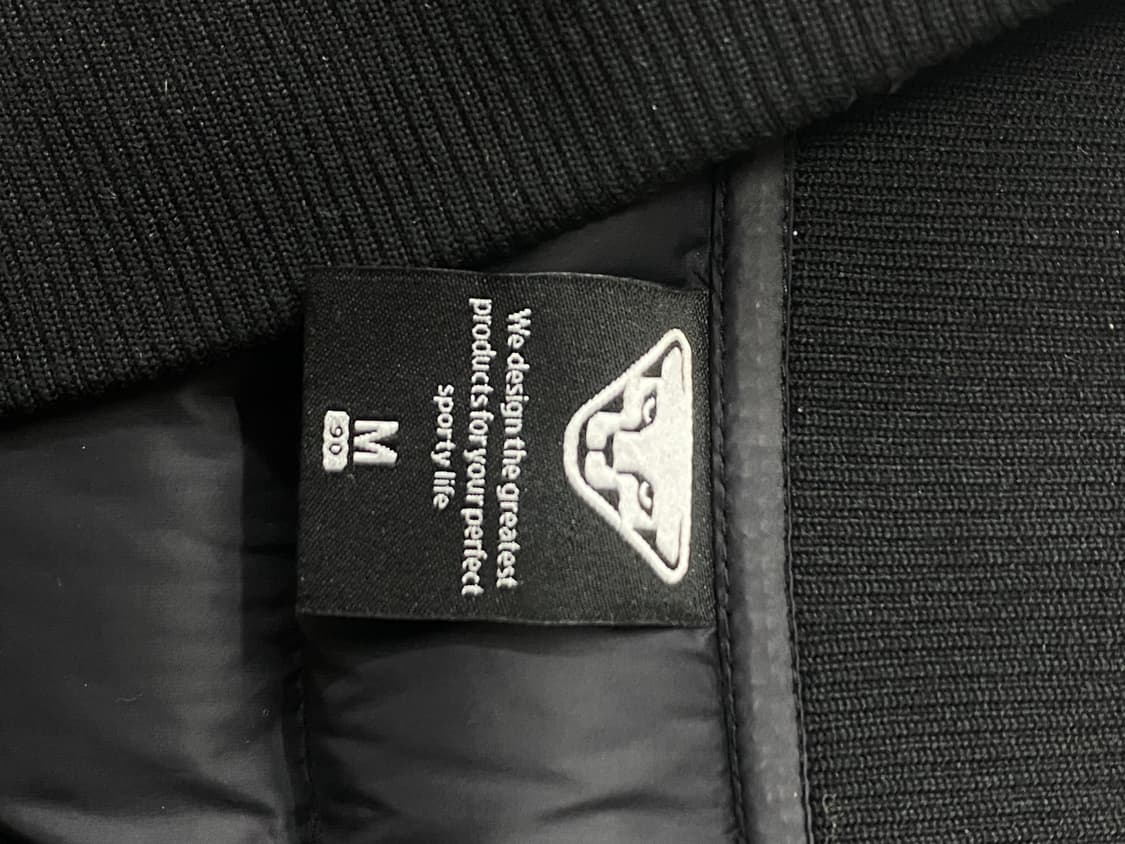 We design the greatest
products for your perfect
sporty life
M
90